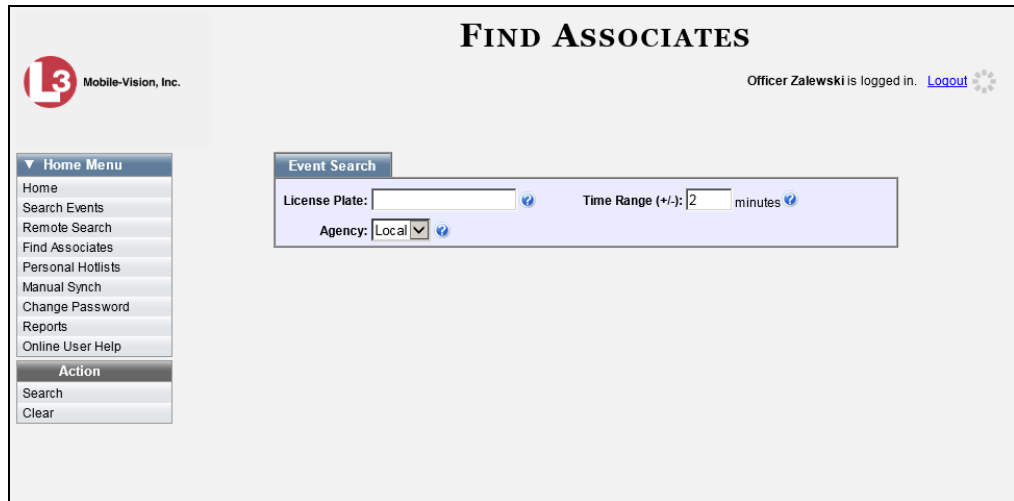 FIND ASSOCIATES
L3 Mobile-Vision, Inc.
Officer Zalewski is logged in. Logout
▼ Home Menu
Home
Search Events
Remote Search
Find Associates
Personal Hotlists
Manual Synch
Change Password
Reports
Online User Help
Action
Search
Clear
Event Search
License Plate: ? Time Range (+/-): 2 minutes ?
Agency: Local ?